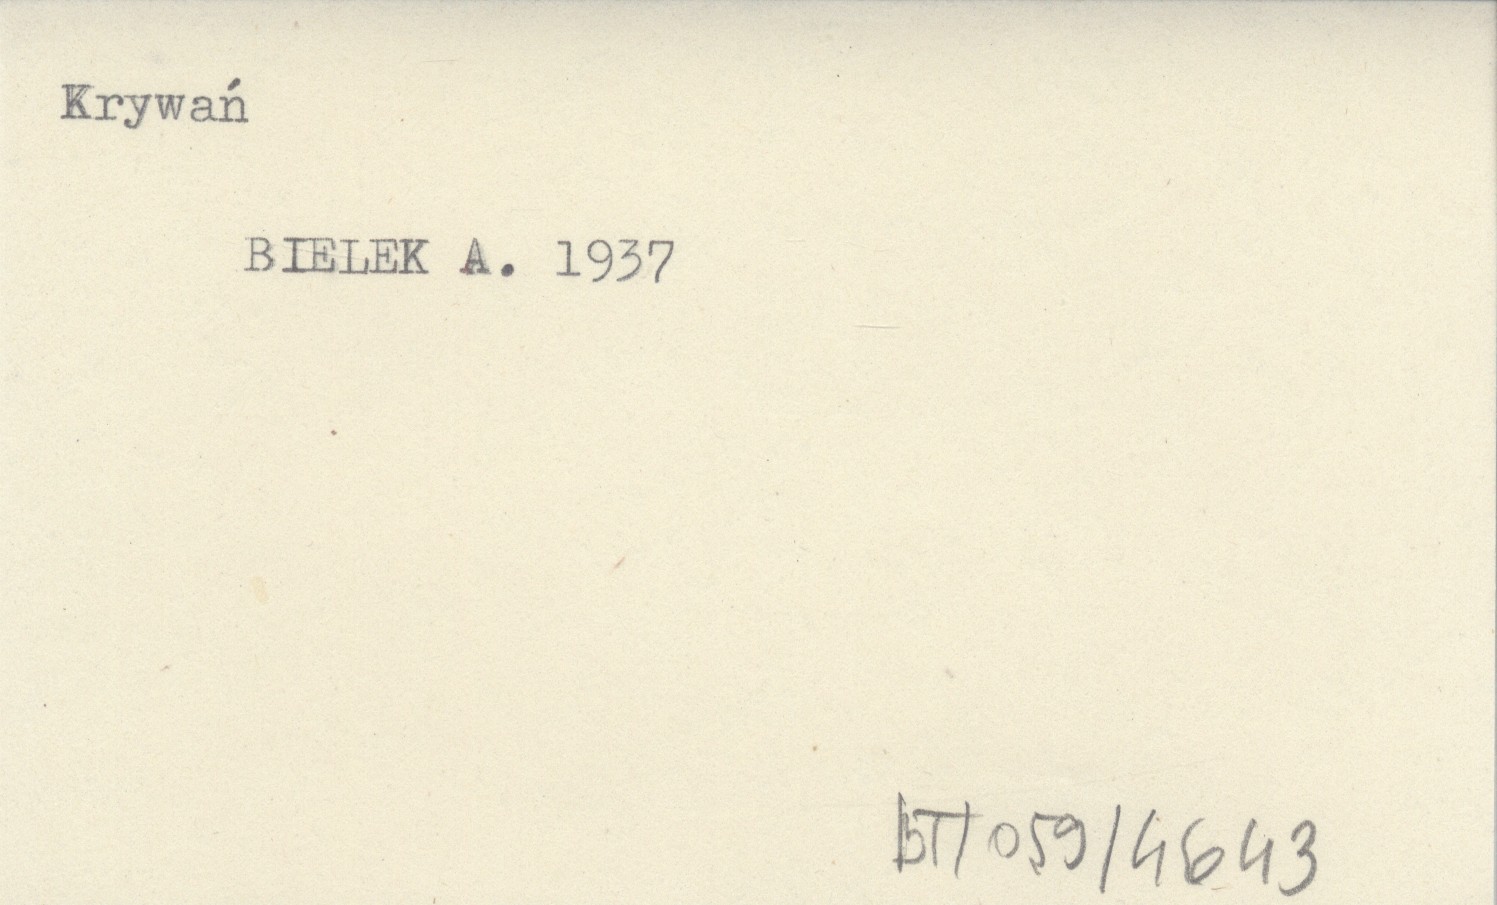 Krywań
BIELEK A. 1937
BT/059/4643